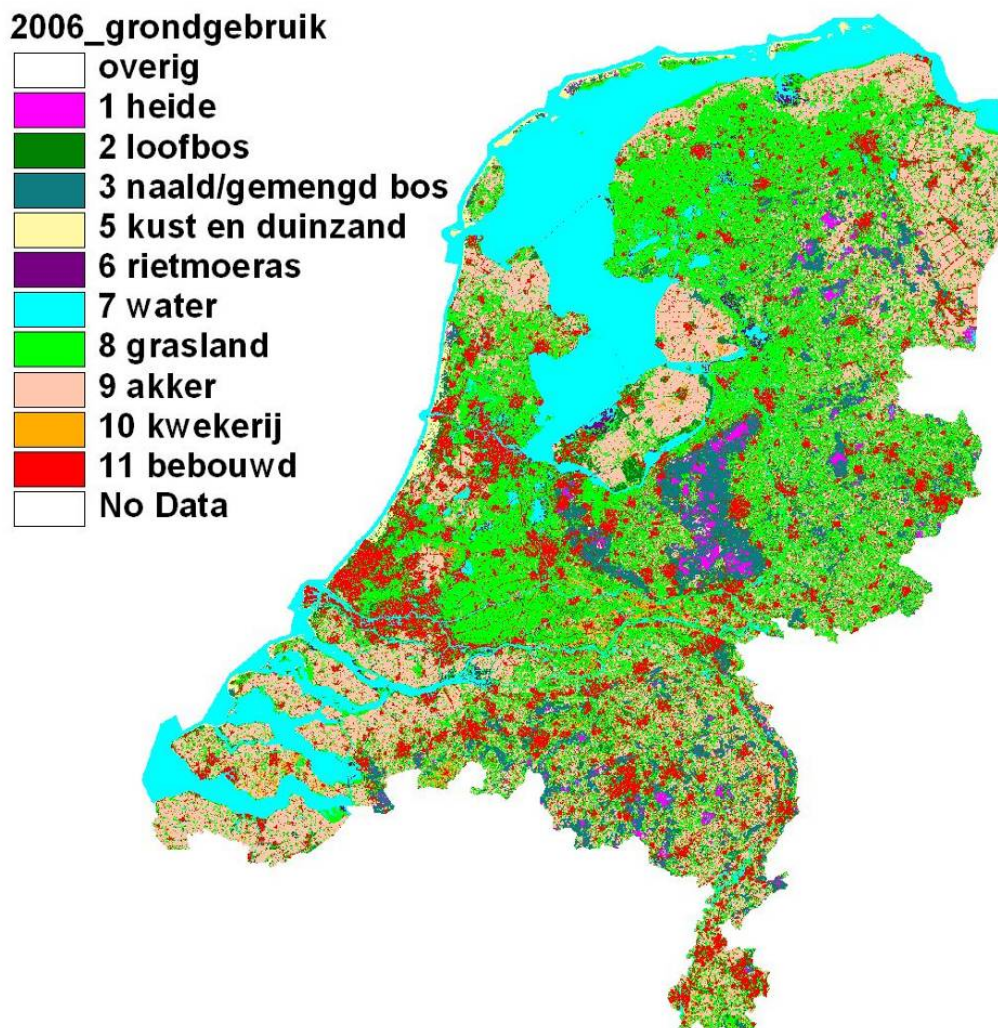 2006_grondgebruik
overig
1 heide
2 loofbos
3 naald/gemengd bos
5 kust en duinzand
6 rietmoeras
7 water
8 grasland
9 akker
10 kwekerij
11 bebouwd
No Data